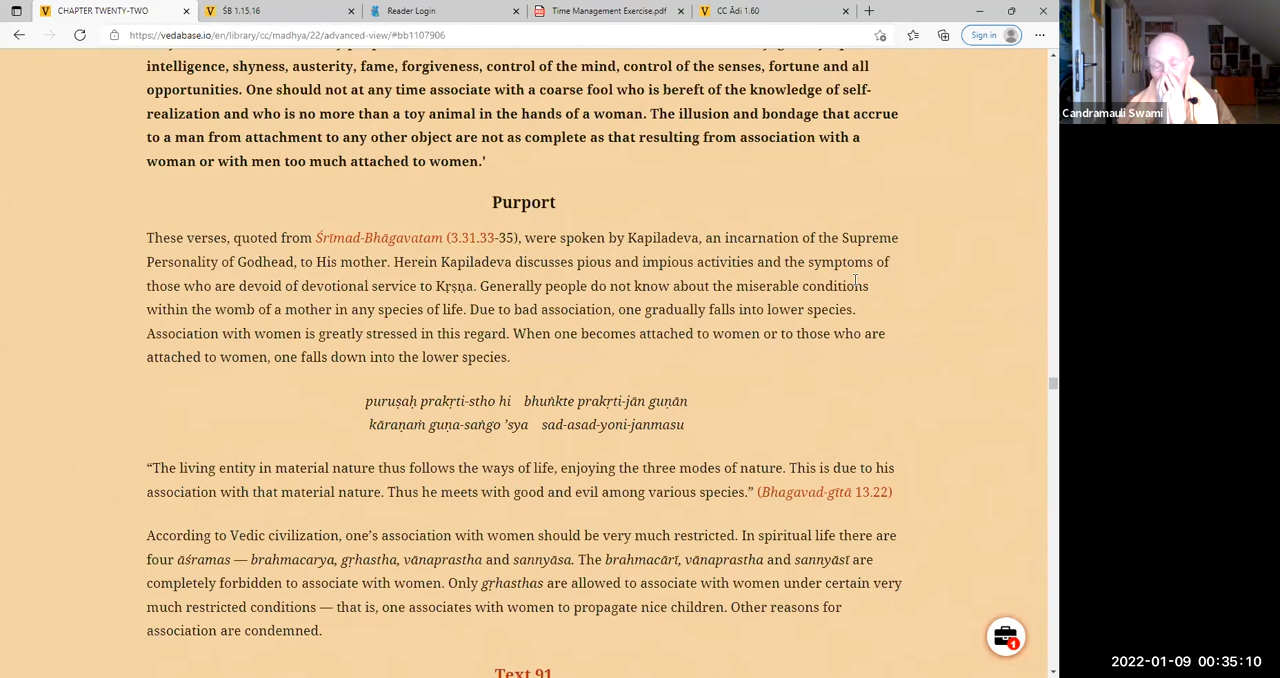 CHAPTER TWENTY-TWO
ŚB 1.15.16
Reader Login
Time Management Exercise.pdf
CC Ādi 1.60
https://vedabase.io/en/library/cc/madhya/22/advanced-view/#bb1107906
Sign in
intelligence, shyness, austerity, fame, forgiveness, control of the mind, control of the senses, fortune and all
opportunities. One should not at any time associate with a coarse fool who is bereft of the knowledge of self-
realization and who is no more than a toy animal in the hands of a woman. The illusion and bondage that accrue
to a man from attachment to any other object are not as complete as that resulting from association with a
woman or with men too much attached to women.'
Purport
These verses, quoted from Śrīmad-Bhāgavatam (3.31.33-35), were spoken by Kapiladeva, an incarnation of the Supreme
Personality of Godhead, to His mother. Herein Kapiladeva discusses pious and impious activities and the symptoms of
those who are devoid of devotional service to Kṛṣṇa. Generally people do not know about the miserable conditions
within the womb of a mother in any species of life. Due to bad association, one gradually falls into lower species.
Association with women is greatly stressed in this regard. When one becomes attached to women or to those who are
attached to women, one falls down into the lower species.
puruṣaḥ prakṛti-stho hi bhuṅkte prakṛti-jān guṇān
kāraṇaṁ guṇa-saṅgo ’sya sad-asad-yoni-janmasu
“The living entity in material nature thus follows the ways of life, enjoying the three modes of nature. This is due to his
association with that material nature. Thus he meets with good and evil among various species.” (Bhagavad-gītā 13.22)
According to Vedic civilization, one’s association with women should be very much restricted. In spiritual life there are
four āśramas — brahmacarya, gṛhastha, vānaprastha and sannyāsa. The brahmacārī, vānaprastha and sannyāsī are
completely forbidden to associate with women. Only gṛhasthas are allowed to associate with women under certain very
much restricted conditions — that is, one associates with women to propagate nice children. Other reasons for
association are condemned.
Text 91
1
Candramauli Swami
2022-01-09 00:35:10